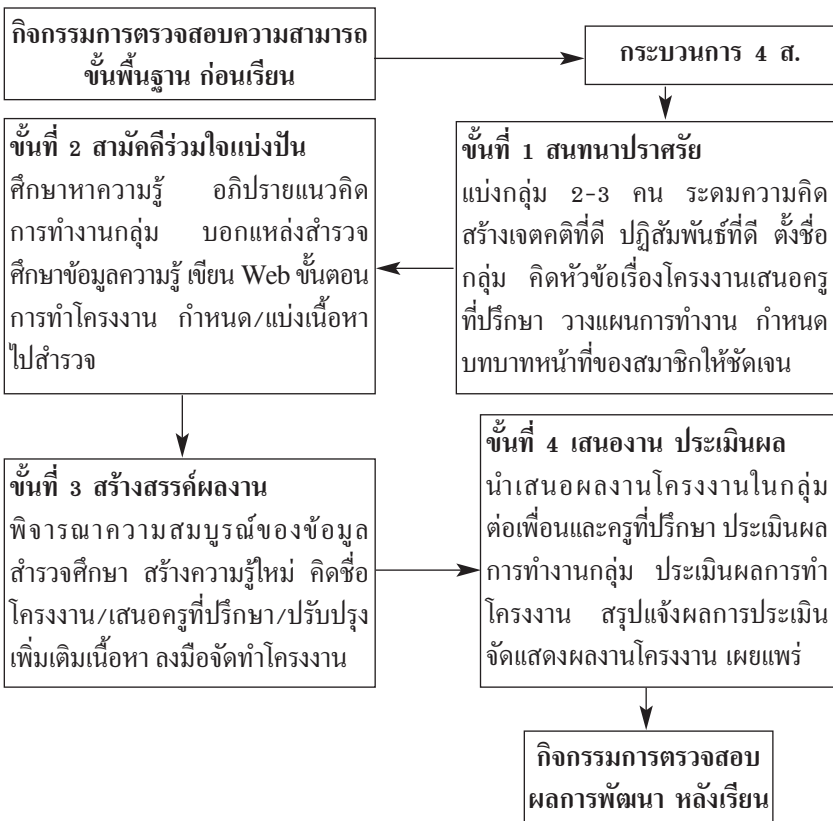 กิจกรรมการตรวจสอบความสามารถ
ขั้นพื้นฐาน ก่อนเรียน
กระบวนการ 4 ส.
ขั้นที่ 1 สนทนาปราศรัย
แบ่งกลุ่ม 2-3 คน ระดมความคิด
สร้างเจตคติที่ดี ปฏิสัมพันธ์ที่ดี ตั้งชื่อ
กลุ่ม คิดหัวข้อเรื่องโครงงานเสนอครู
ที่ปรึกษา วางแผนการทำงาน กำหนด
บทบาทหน้าที่ของสมาชิกให้ชัดเจน
ขั้นที่ 2 สามัคคีร่วมใจแบ่งปัน
ศึกษาหาความรู้ อภิปรายแนวคิด
การทำงานกลุ่ม บอกแหล่งสำรวจ
ศึกษาข้อมูลความรู้ เขียน Web ขั้นตอน
การทำโครงงาน กำหนด/แบ่งเนื้อหา
ไปสำรวจ
ขั้นที่ 3 สร้างสรรค์ผลงาน
พิจารณาความสมบูรณ์ของข้อมูล
สำรวจศึกษา สร้างความรู้ใหม่ คิดชื่อ
โครงงาน/เสนอครูที่ปรึกษา/ปรับปรุง
เพิ่มเติมเนื้อหา ลงมือจัดทำโครงงาน
ขั้นที่ 4 เสนองาน ประเมินผล
นำเสนอผลงานโครงงานในกลุ่ม
ต่อเพื่อนและครูที่ปรึกษา ประเมินผล
การทำงานกลุ่ม ประเมินผลการทำ
โครงงาน สรุปแจ้งผลการประเมิน
จัดแสดงผลงานโครงงาน เผยแพร่
กิจกรรมการตรวจสอบ
ผลการพัฒนา หลังเรียน